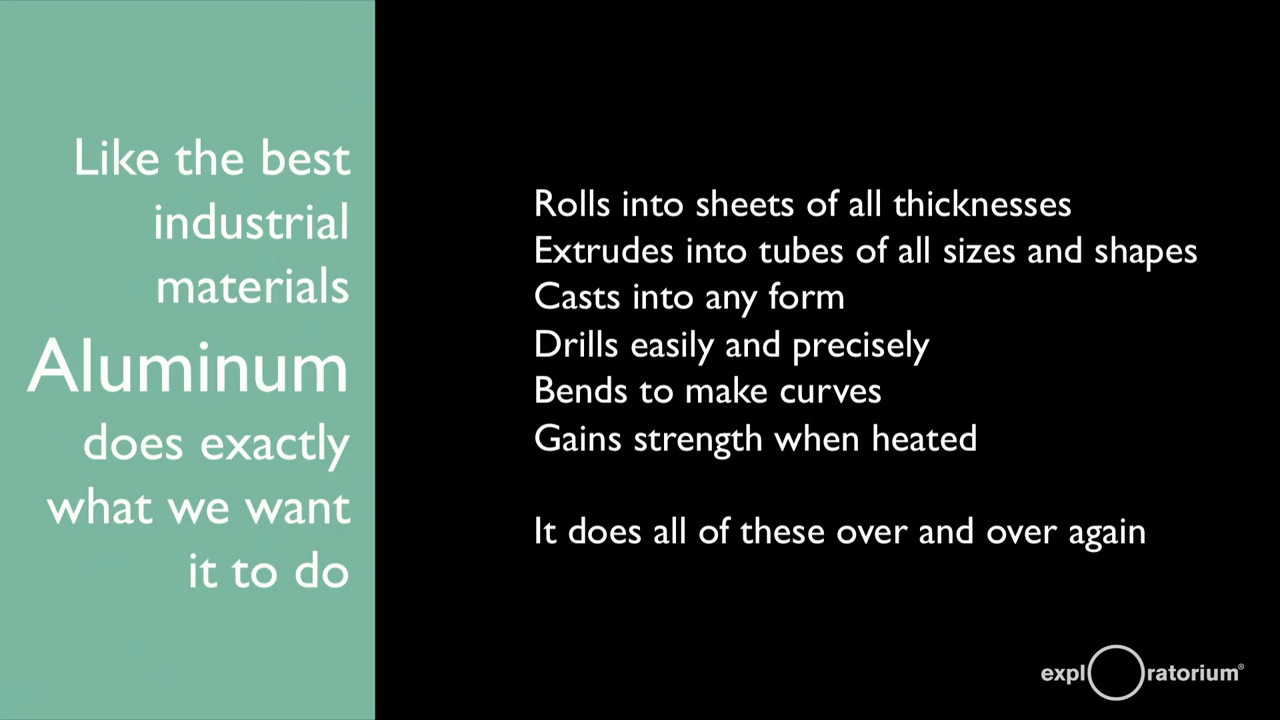 Like the best
industrial
materials
Aluminum
does exactly
what we want
it to do
Rolls into sheets of all thicknesses
Extrudes into tubes of all sizes and shapes
Casts into any form
Drills easily and precisely
Bends to make curves
Gains strength when heated
It does all of these over and over again
explOratorium®